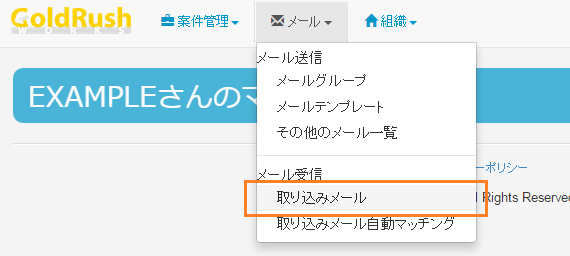 GoldRush
WORKS
案件管理 メール 組織
EXAMPLEさんのマ
メール送信
メールグループ
メールテンプレート
その他のメール一覧
メール受信
ーポリシー
取り込みメール
l Rights Reserved
取り込みメール自動マッチング